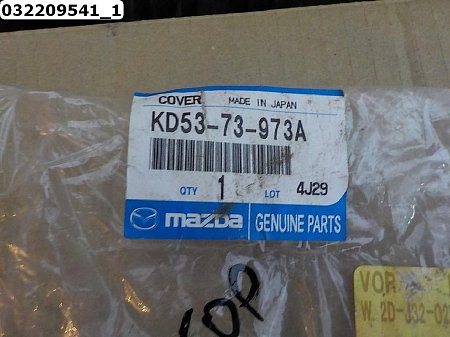 032209541_1
COVER MADE IN JAPAN
KD53-73-973A
QTY 1 LOT 4J29
mazda GENUINE PARTS
VOR